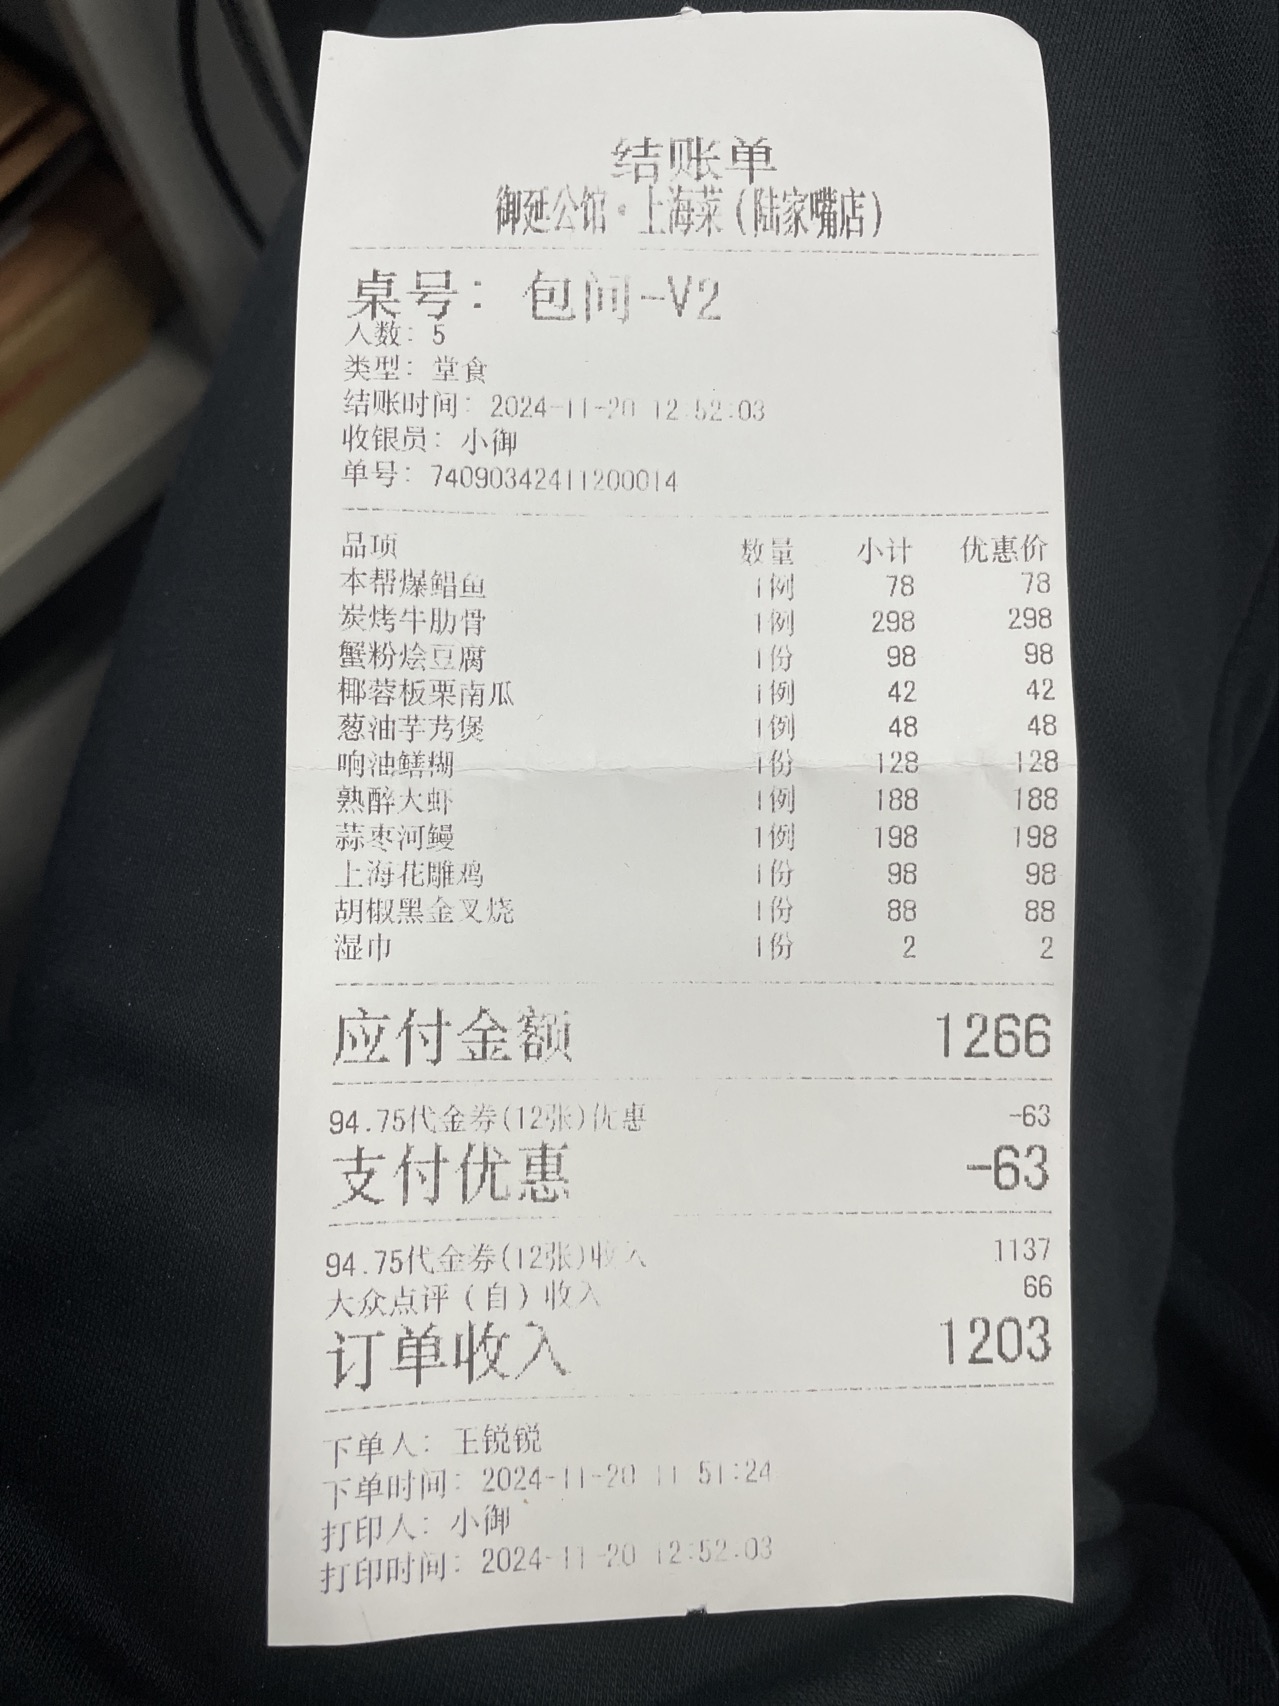 结账单
御延公馆·上海菜(陆家嘴店)
桌号: 包间-V2
人数: 5
类型: 堂食
结账时间: 2024-11-20 12:52:03
收银员: 小御
单号: 74090342411200014
品项 数量 小计 优惠价
本帮爆鲳鱼 1例 78 78
炭烤牛肋骨 1例 298 298
蟹粉烩豆腐 1份 98 98
椰蓉板栗南瓜 1例 42 42
葱油芋艿煲 1例 48 48
响油鳝糊 1份 128 128
熟醉大虾 1例 188 188
蒜枣河鳗 1例 198 198
上海花雕鸡 1份 98 98
胡椒黑金叉烧 1份 88 88
湿巾 1份 2 2
应付金额 1266
94.75代金券(12张)优惠 -63
支付优惠 -63
94.75代金券(12张)收入 1137
大众点评(自)收入 66
订单收入 1203
下单人: 王锐锐
下单时间: 2024-11-20 11:51:24
打印人: 小御
打印时间: 2024-11-20 12:52:03